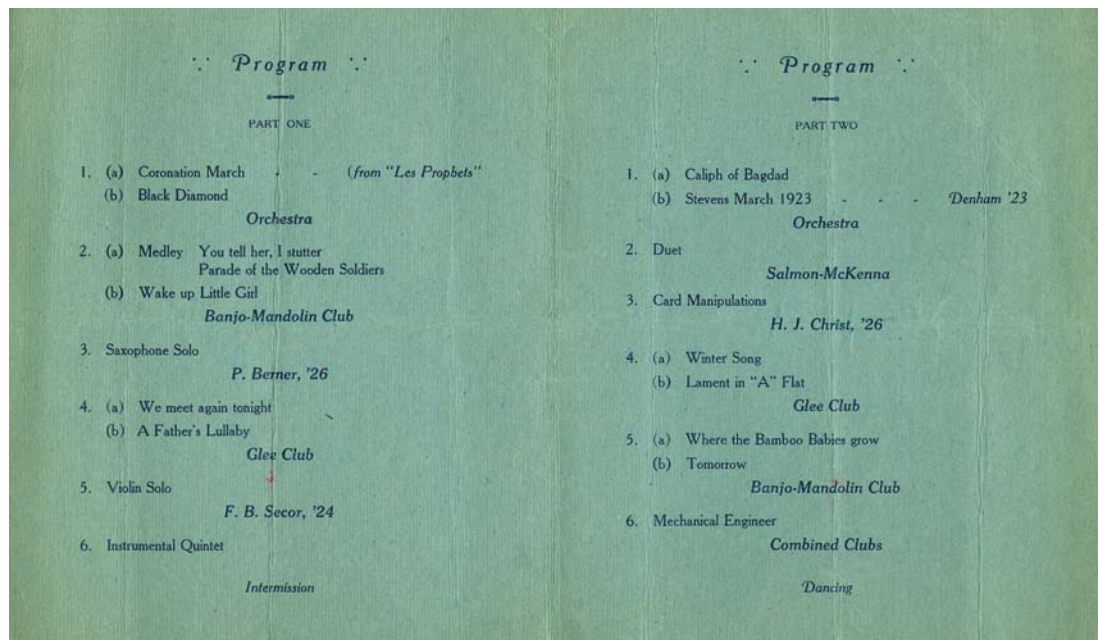 ∵ Program ∵
PART ONE
1. (a) Coronation March - - (from "Les Prophets"
(b) Black Diamond
Orchestra
2. (a) Medley You tell her, I stutter
Parade of the Wooden Soldiers
(b) Wake up Little Girl
Banjo-Mandolin Club
3. Saxophone Solo
P. Berner, '26
4. (a) We meet again tonight
(b) A Father's Lullaby
Glee Club
5. Violin Solo
F. B. Secor, '24
6. Instrumental Quintet
Intermission
∵ Program ∵
PART TWO
1. (a) Caliph of Bagdad
(b) Stevens March 1923 - - - Denham '23
Orchestra
2. Duet
Salmon-McKenna
3. Card Manipulations
H. J. Christ, '26
4. (a) Winter Song
(b) Lament in "A" Flat
Glee Club
5. (a) Where the Bamboo Babies grow
(b) Tomorrow
Banjo-Mandolin Club
6. Mechanical Engineer
Combined Clubs
Dancing